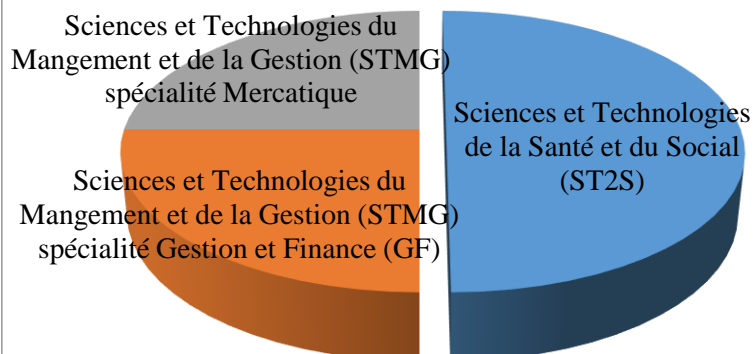 Sciences et Technologies du
Mangement et de la Gestion (STMG)
spécialité Mercatique
Sciences et Technologies
de la Santé et du Social
(ST2S)
Sciences et Technologies du
Mangement et de la Gestion (STMG)
spécialité Gestion et Finance (GF)